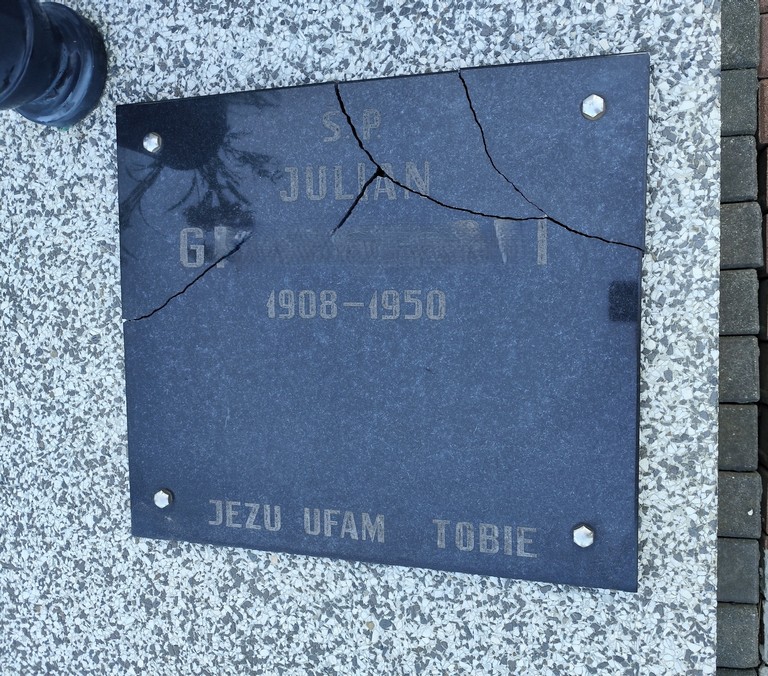 S P
JULIAN
1908-1950
JEZU UFAM TOBIE